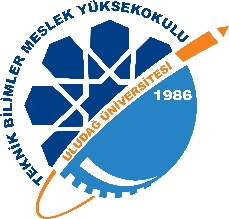 TEKNİK BİLİMLER MESLEK YÜKSEKOKULU
ULUDAĞ ÜNİVERSİTESİ
1986